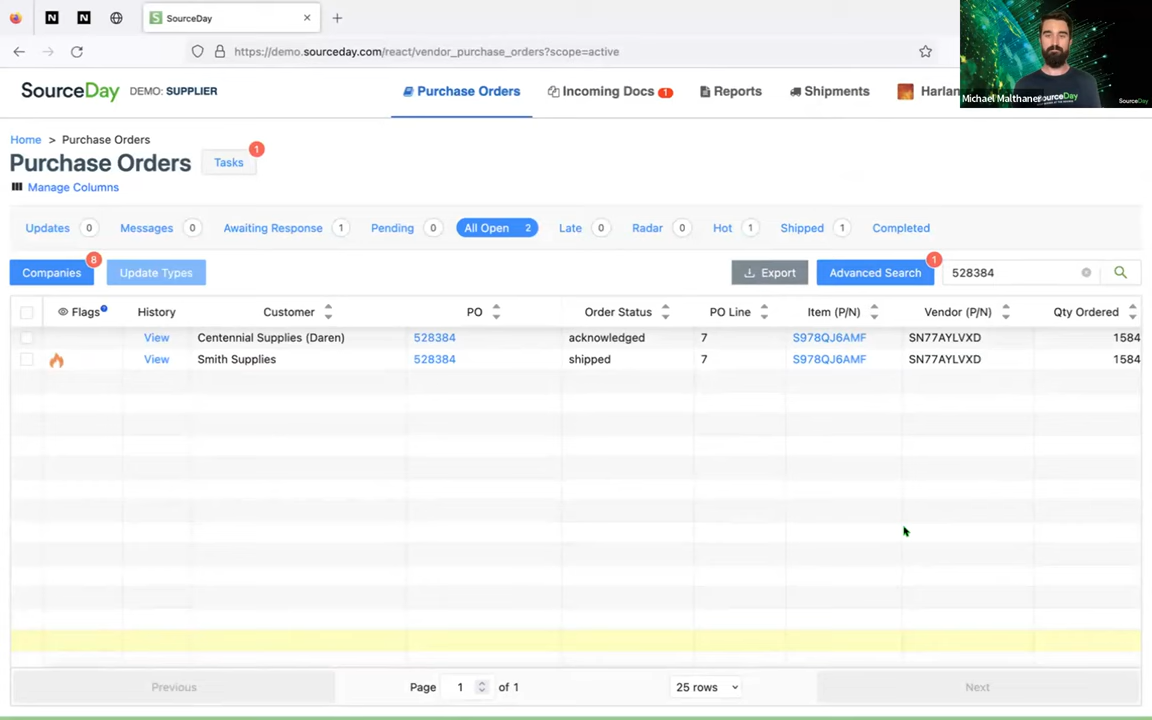 SourceDay
https://demo.sourceday.com/react/vendor_purchase_orders?scope=active
SourceDay DEMO: SUPPLIER
Purchase Orders
Incoming Docs 1
Reports
Shipments
Harlan
Michael Malthaner
SourceDay
SourceDay
Home > Purchase Orders
Purchase Orders
Tasks 1
Manage Columns
Updates 0 Messages 0 Awaiting Response 1 Pending 0 All Open 2 Late 0 Radar 0 Hot 1 Shipped 1 Completed
Companies 8 Update Types Export Advanced Search 1 528384
Flags ? History Customer PO Order Status PO Line Item (P/N) Vendor (P/N) Qty Ordered
View Centennial Supplies (Daren) 528384 acknowledged 7 S978QJ6AMF SN77AYLVXD 1584
View Smith Supplies 528384 shipped 7 S978QJ6AMF SN77AYLVXD 1584
Previous Page 1 of 1 25 rows Next